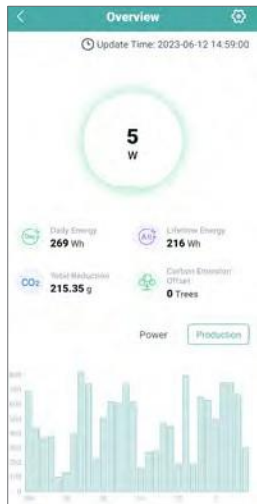 Overview
Update Time: 2023-06-12 14:59:00
5
W
Daily Energy
269 Wh
Lifetime Energy
216 Wh
CO2
Total Reduction
215.35 g
Carbon Emission
Offset
0 Trees
Power
Production